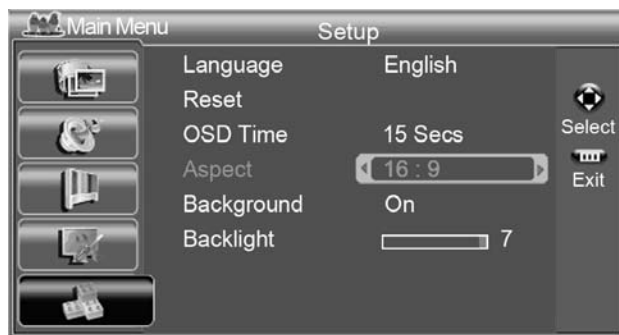 Main Menu
Setup
Language English
Reset
OSD Time 15 Secs
Select
Aspect 16 : 9
Exit
Background On
Backlight 7